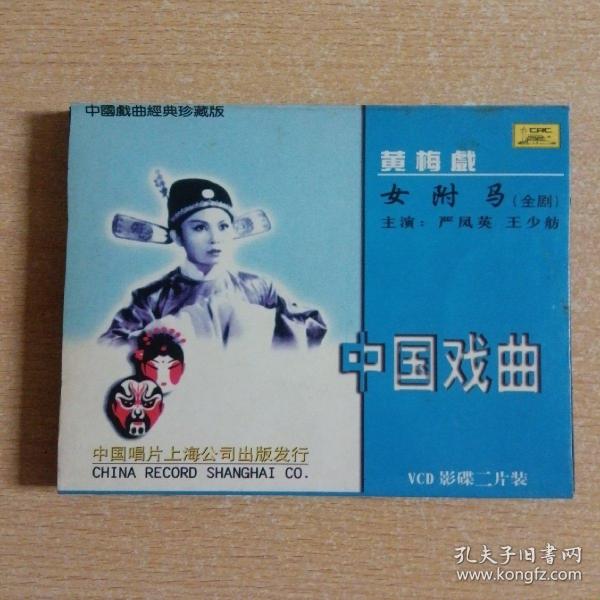 中國戲曲經典珍藏版
CRC
黄梅戲
女附马(全剧)
主演：严凤英 王少舫
中国戏曲
中国唱片上海公司出版发行
CHINA RECORD SHANGHAI CO.
VCD 影碟二片装
孔夫子旧书网
www.kongfz.com